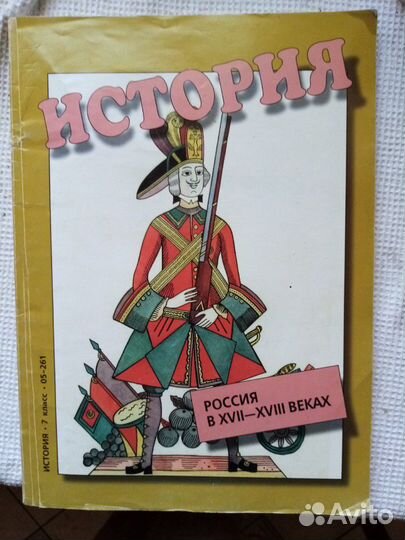 ИСТОРИЯ
РОССИЯ
В XVII—XVIII ВЕКАХ
ИСТОРИЯ • 7 класс • 05-261
Avito